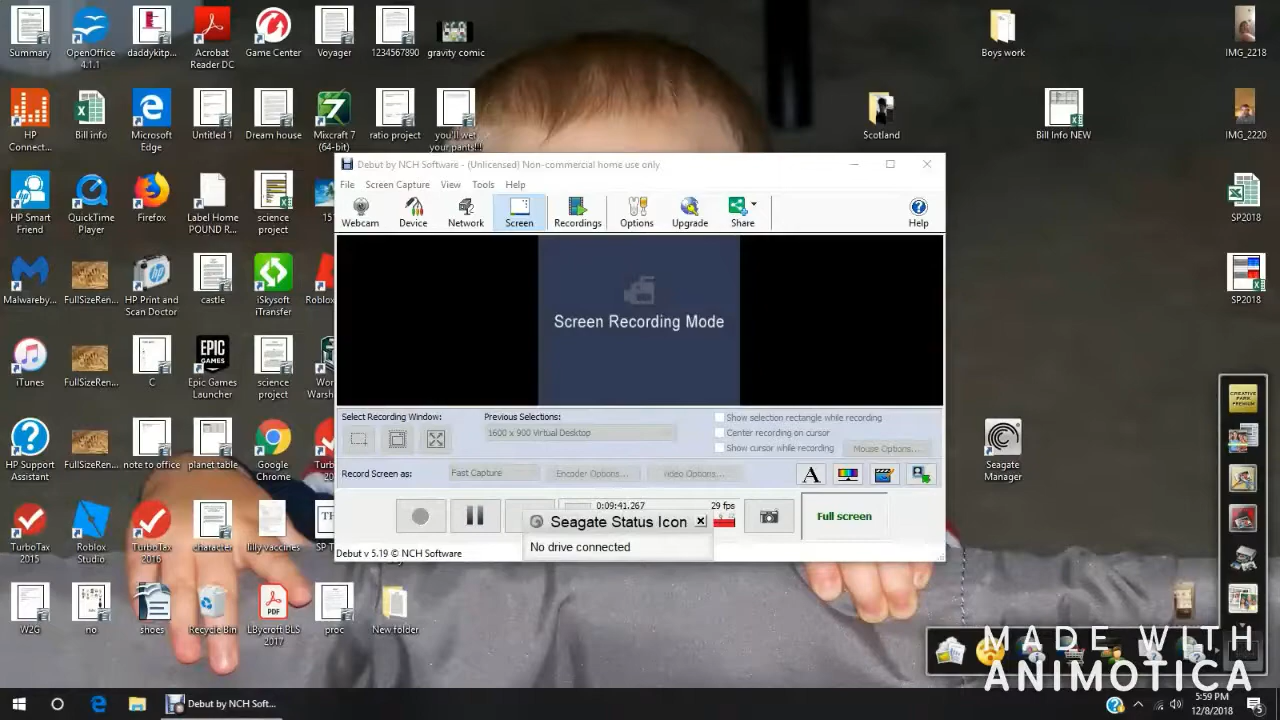 Summary
OpenOffice 4.1.1
daddykitp...
Acrobat Reader DC
Game Center
Voyager
1234567890
gravity comic
Boys work
IMG_2218
HP Connect...
Bill info
Microsoft Edge
Untitled 1
Dream house
Mixcraft 7 (64-bit)
ratio project
you'll wet your pants!!!
Scotland
Bill Info NEW
IMG_2220
HP Smart Friend
QuickTime Player
Firefox
Label Home POUND R...
science project
SP2018
Malwareby...
FullSizeRen...
HP Print and Scan Doctor
castle
iSkysoft iTransfer
SP2018
iTunes
FullSizeRen...
C
Epic Games Launcher
science project
HP Support Assistant
FullSizeRen...
note to office
planet table
Google Chrome
Seagate Manager
TurboTax 2015
Roblox Studio
TurboTax 2016
character
lilly vaccines
W2G
no
shoes
Recycle Bin
PDF
LBycroft BLS 2017
proc
New folder
EPIC GAMES
CREATIVE PARK PREMIUM
Debut by NCH Software - (Unlicensed) Non-commercial home use only
File Screen Capture View Tools Help
Webcam Device Network Screen Recordings Options Upgrade Share Help
Screen Recording Mode
Select Recording Window: Previous Selections:
1600 x 900 Virtual Desktop
Show selection rectangle while recording
Center recording on cursor
Show cursor while recording Mouse Options...
Record Screen as: Fast Capture Encoder Options... Video Options...
0:09:41.267 29 fps
Full screen
Seagate Status Icon
No drive connected
Debut v 5.19 © NCH Software
MADE WITH
ANIMOTICA
Debut by NCH Soft...
5:59 PM
12/8/2018